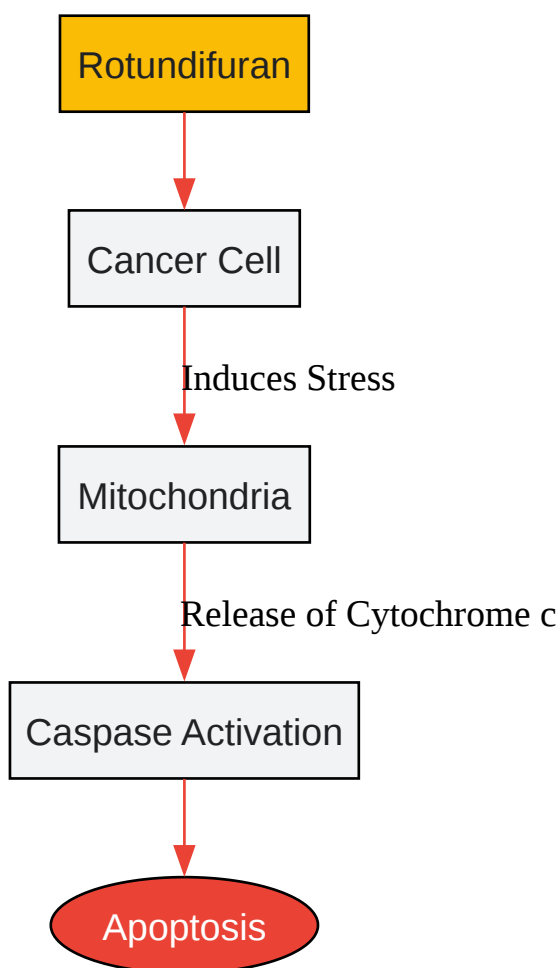 Rotundifuran
Cancer Cell
Induces Stress
Mitochondria
Release of Cytochrome c
Caspase Activation
Apoptosis